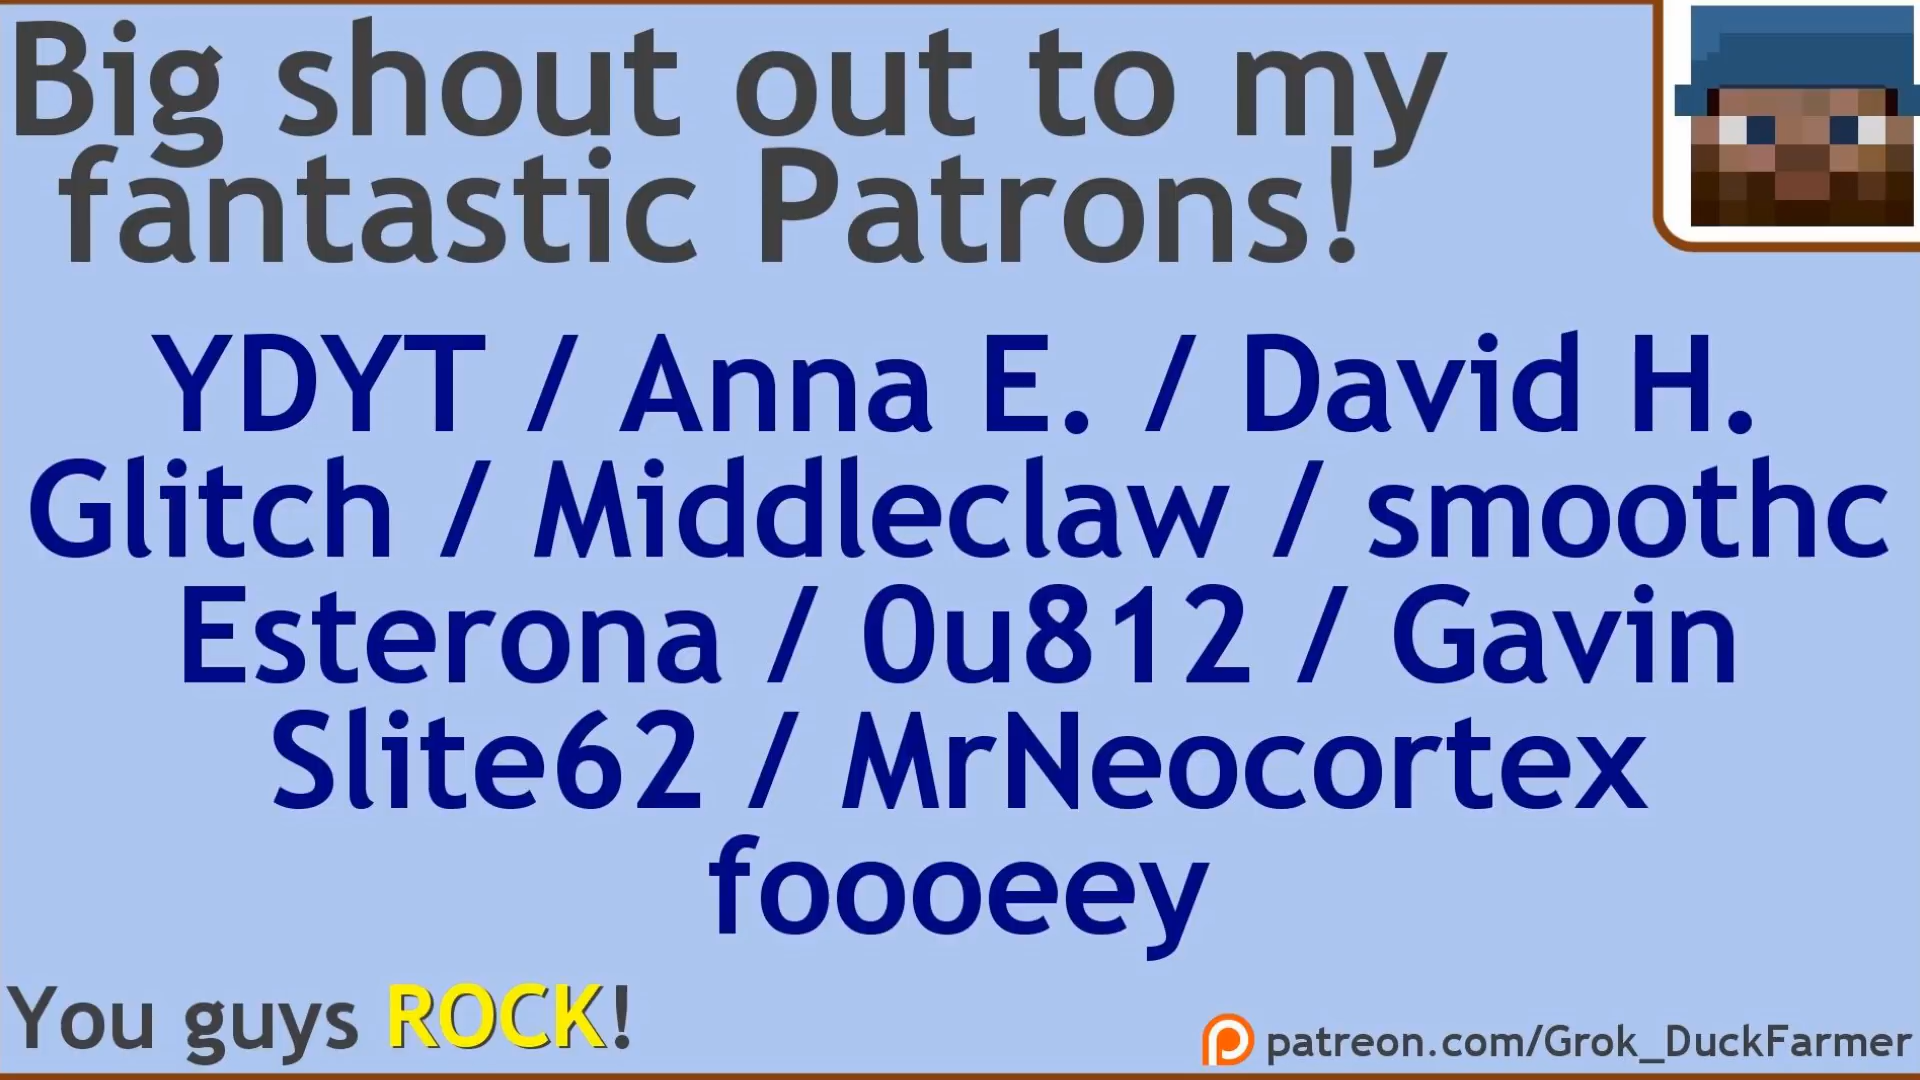 Big shout out to my
fantastic Patrons!
YDYT / Anna E. / David H.
Glitch / Middleclaw / smoothc
Esterona / 0u812 / Gavin
Slite62 / MrNeocortex
foooeey
You guys ROCK!
patreon.com/Grok_DuckFarmer